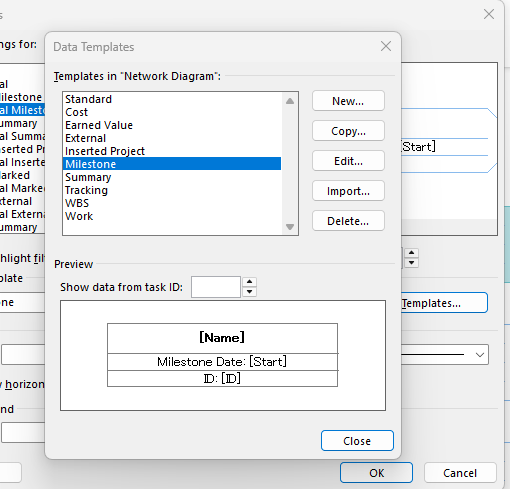 s
ngs for:
al
ilestone
al Milesto
ummary
al Summa
nserted Pr
al Inserte
arked
al Marked
xternal
al Externa
ummary
hlight filt
plate
one
w horizon
nd
Data Templates
Templates in "Network Diagram":
Standard
Cost
Earned Value
External
Inserted Project
Milestone
Summary
Tracking
WBS
Work
New...
Copy...
Edit...
Import...
Delete...
Preview
Show data from task ID:
[Name]
Milestone Date: [Start]
ID: [ID]
Close
[Start]
Templates...
OK
Cancel